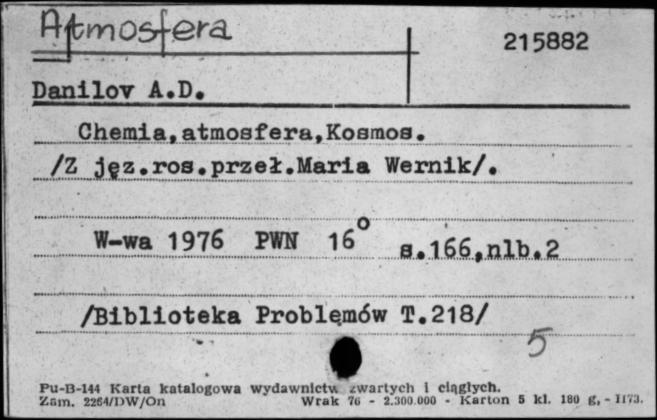 Atmosfera
215882
Danilov A.D.
Chemia,atmosfera,Kosmos.
/Z jęz.ros.przeł.Maria Wernik/.
W-wa 1976 PWN 16° s.166,nlb.2
/Biblioteka Problemów T.218/
5
Pu-B-144 Karta katalogowa wydawnictw zwartych i ciągłych.
Zam. 2264/DW/On Wrak 76 - 2.300.000 - Karton 5 kl. 180 g, - 1173.